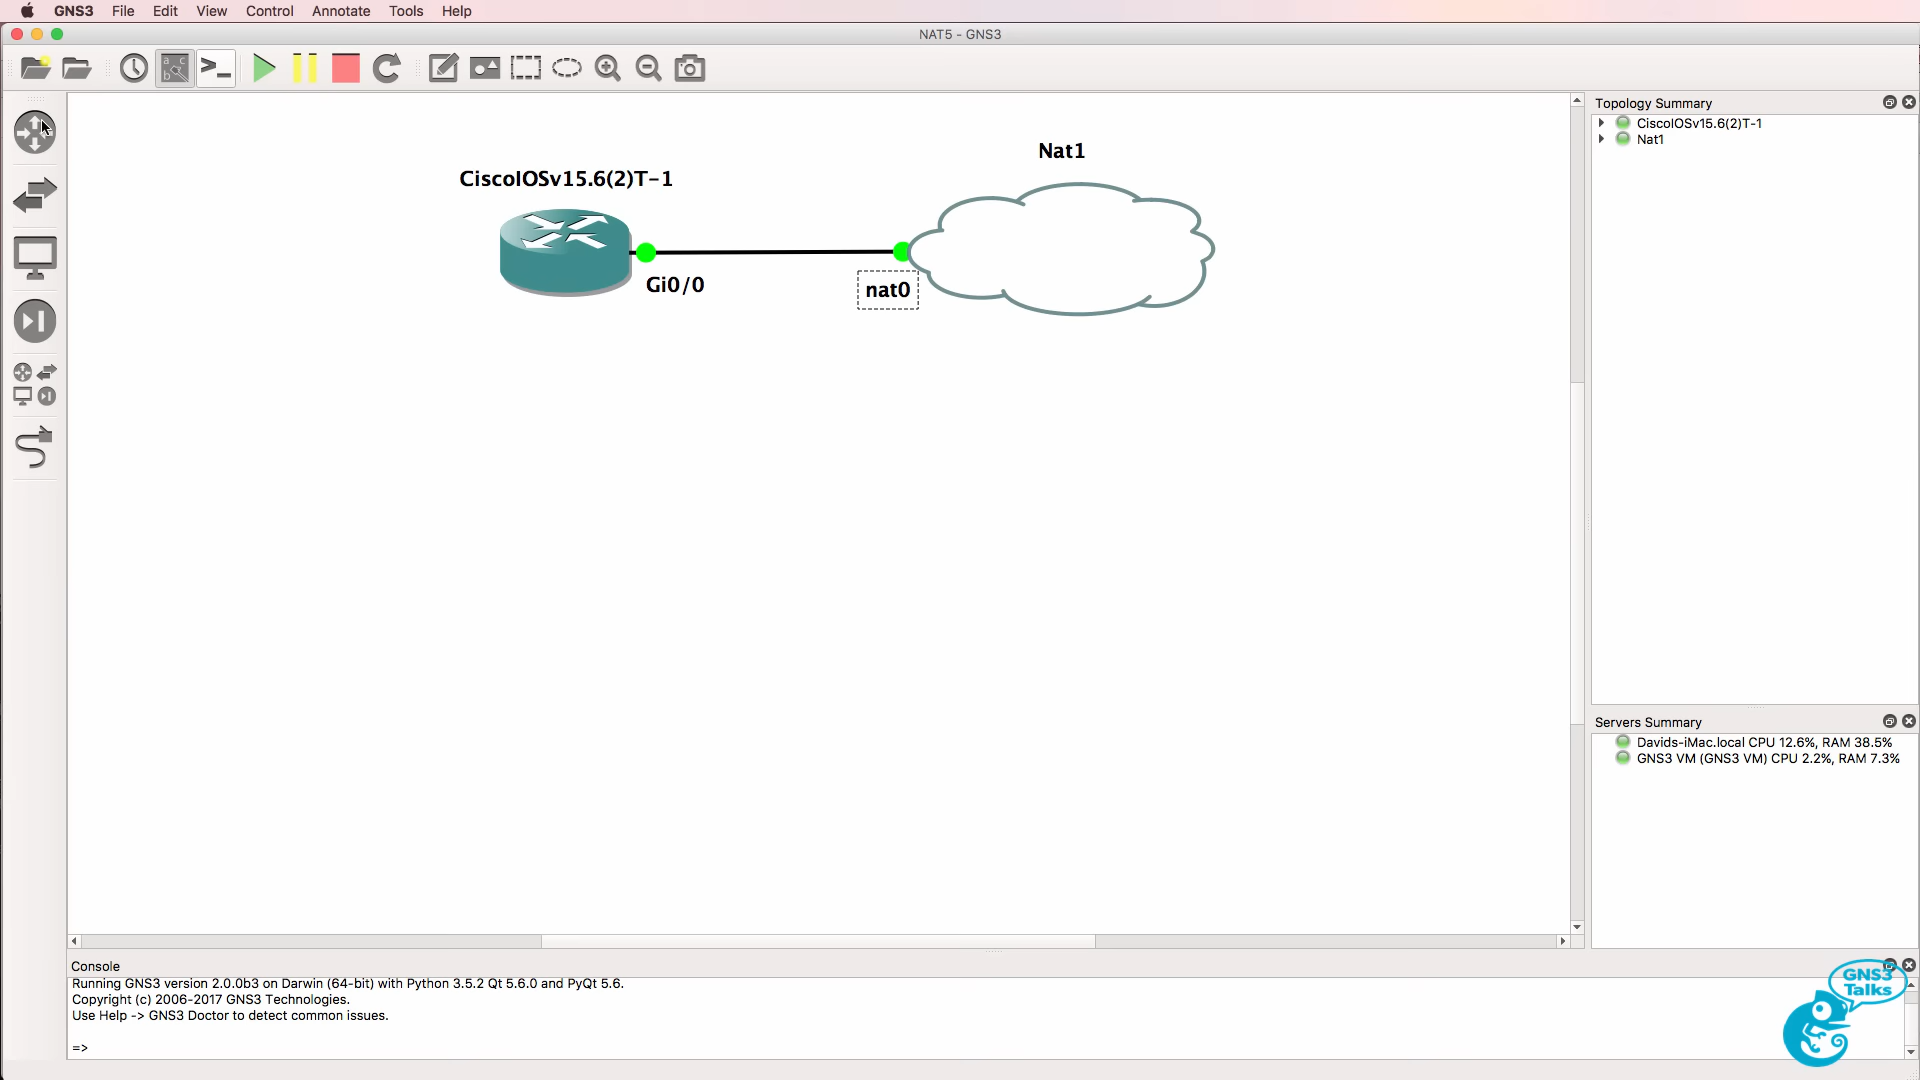 GNS3 File Edit View Control Annotate Tools Help
NAT5 - GNS3
Topology Summary
CiscoIOSv15.6(2)T-1
Nat1
Nat1
CiscoIOSv15.6(2)T-1
Gi0/0
nat0
Servers Summary
Davids-iMac.local CPU 12.6%, RAM 38.5%
GNS3 VM (GNS3 VM) CPU 2.2%, RAM 7.3%
Console
Running GNS3 version 2.0.0b3 on Darwin (64-bit) with Python 3.5.2 Qt 5.6.0 and PyQt 5.6.
Copyright (c) 2006-2017 GNS3 Technologies.
Use Help -> GNS3 Doctor to detect common issues.
=>
GNS3
Talks